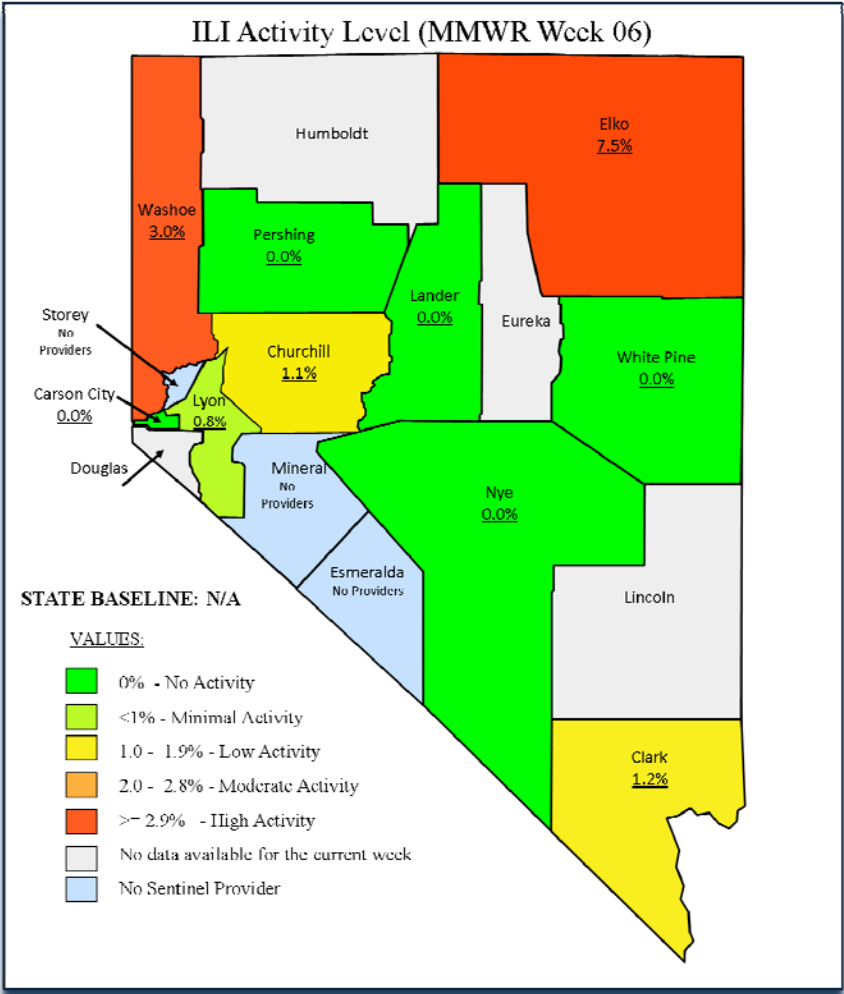 ILI Activity Level (MMWR Week 06)
Humboldt
Elko
7.5%
Washoe
3.0%
Pershing
0.0%
Lander
0.0%
Eureka
Storey
No
Providers
Churchill
1.1%
White Pine
0.0%
Carson City
0.0%
Lyon
0.8%
Douglas
Mineral
No
Providers
Nye
0.0%
Esmeralda
No Providers
Lincoln
Clark
1.2%
STATE BASELINE: N/A
VALUES:
0% - No Activity
<1% - Minimal Activity
1.0 - 1.9% - Low Activity
2.0 - 2.8% - Moderate Activity
>= 2.9% - High Activity
No data available for the current week
No Sentinel Provider